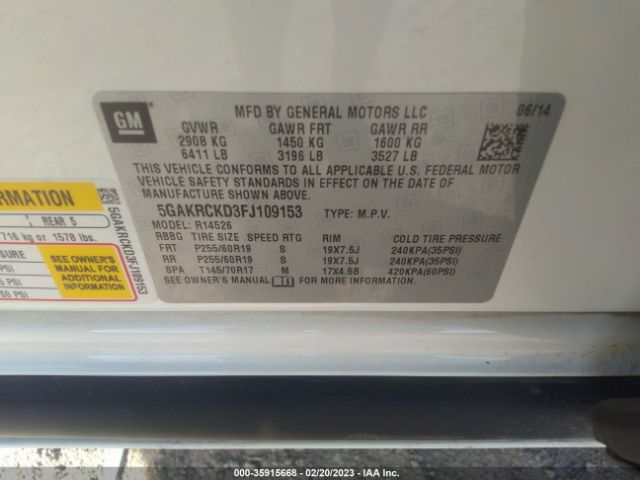 GM
MFD BY GENERAL MOTORS LLC 06/14
GVWR GAWR FRT GAWR RR
2908 KG 1450 KG 1600 KG
6411 LB 3196 LB 3527 LB
THIS VEHICLE CONFORMS TO ALL APPLICABLE U.S. FEDERAL MOTOR
VEHICLE SAFETY STANDARDS IN EFFECT ON THE DATE OF
MANUFACTURE SHOWN ABOVE.
5GAKRCKD3FJ109153 TYPE: M.P.V.
MODEL: R14526
RBBG TIRE SIZE SPEED RTG RIM COLD TIRE PRESSURE
FRT P255/60R19 S 19X7.5J 240KPA(35PSI)
RR P255/60R19 S 19X7.5J 240KPA(35PSI)
SPA T145/70R17 M 17X4.5B 420KPA(60PSI)
SEE OWNER'S MANUAL FOR MORE INFORMATION.
REAR 5
716 kg or 1578 lbs.
SEE OWNER'S
MANUAL FOR
ADDITIONAL
INFORMATION
PSI
60 PSI
5GAKRCKD3FJ109153
000-35915668 - 02/20/2023 - IAA Inc.